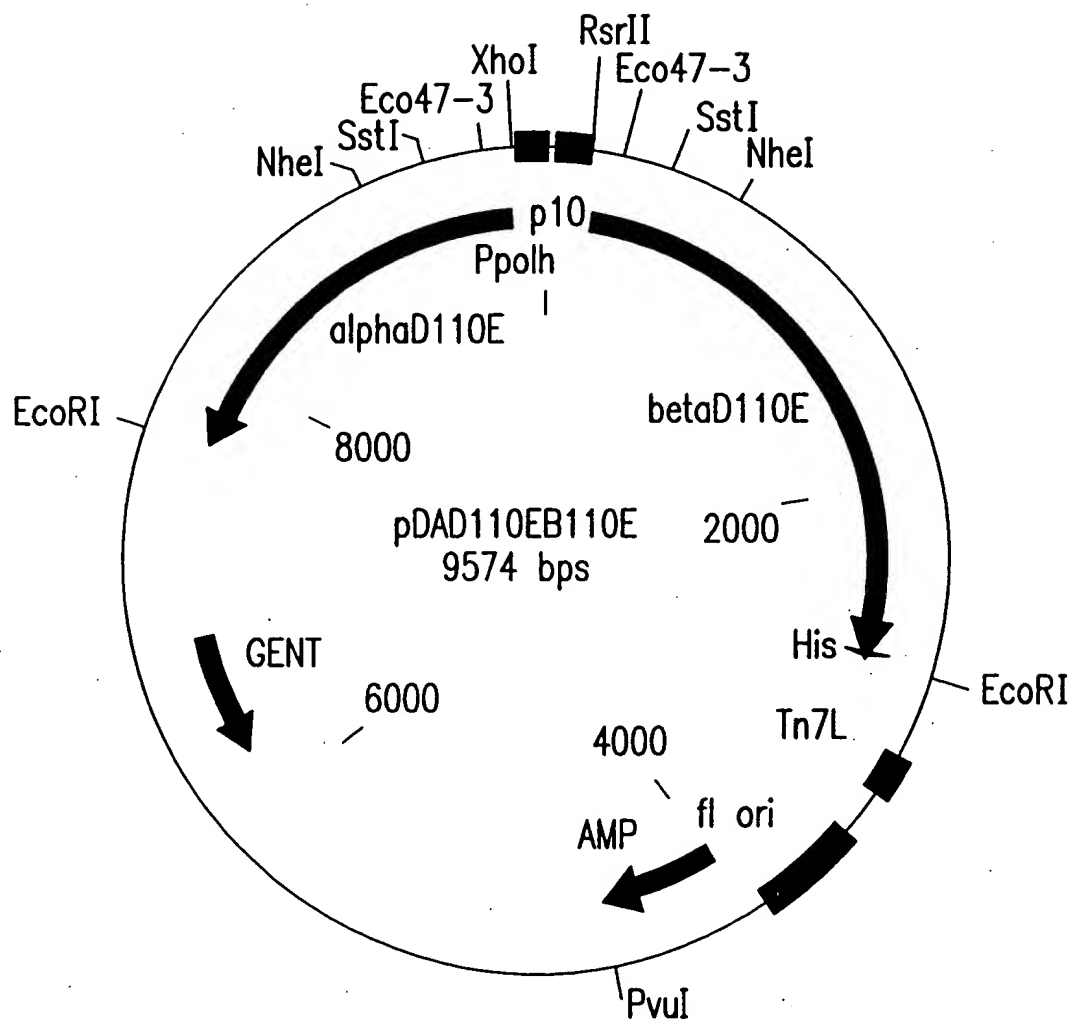 RsrII
XhoI
Eco47-3
Eco47-3
SstI
SstI
NheI
NheI
p10
Ppolh
alphaD110E
betaD110E
EcoRI
8000
pDAD110EB110E
9574 bps
2000
His
GENT
EcoRI
6000
Tn7L
4000
fl ori
AMP
PvuI